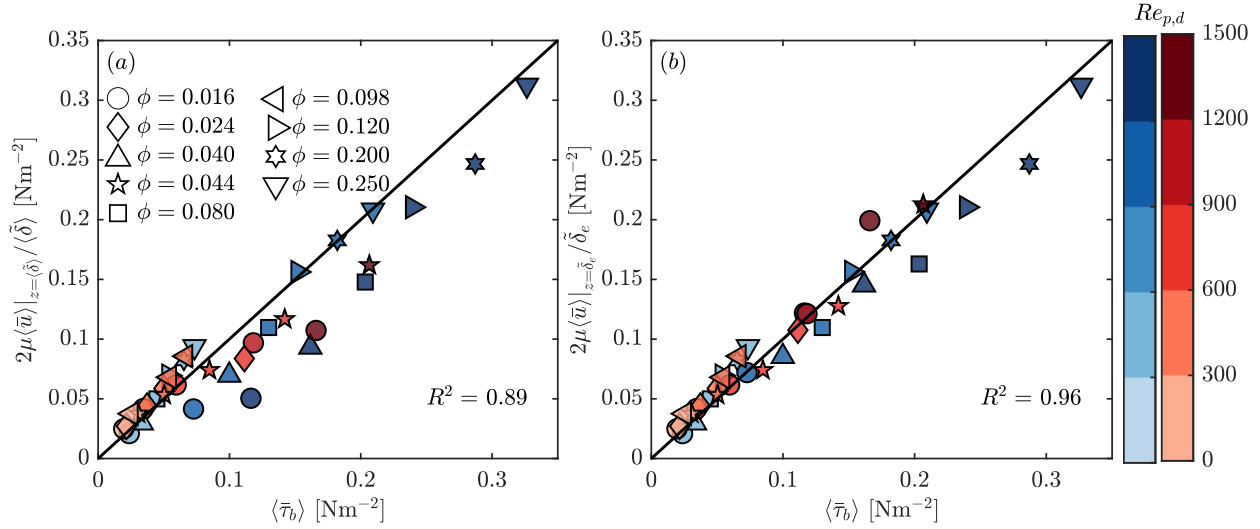 (a)
ϕ = 0.016
ϕ = 0.024
ϕ = 0.040
ϕ = 0.044
ϕ = 0.080
ϕ = 0.098
ϕ = 0.120
ϕ = 0.200
ϕ = 0.250
R² = 0.89
0.35
0.3
0.25
0.2
0.15
0.1
0.05
0
0 0.1 0.2 0.3
2μ⟨ū⟩|z=⟨δ̃⟩/⟨δ̃⟩ [Nm⁻²]
⟨τ̄b⟩ [Nm⁻²]
(b)
R² = 0.96
0.35
0.3
0.25
0.2
0.15
0.1
0.05
0
0 0.1 0.2 0.3
2μ⟨ū⟩|z=δ̃e/δ̃e [Nm⁻²]
⟨τ̄b⟩ [Nm⁻²]
Rep,d
1500
1200
900
600
300
0